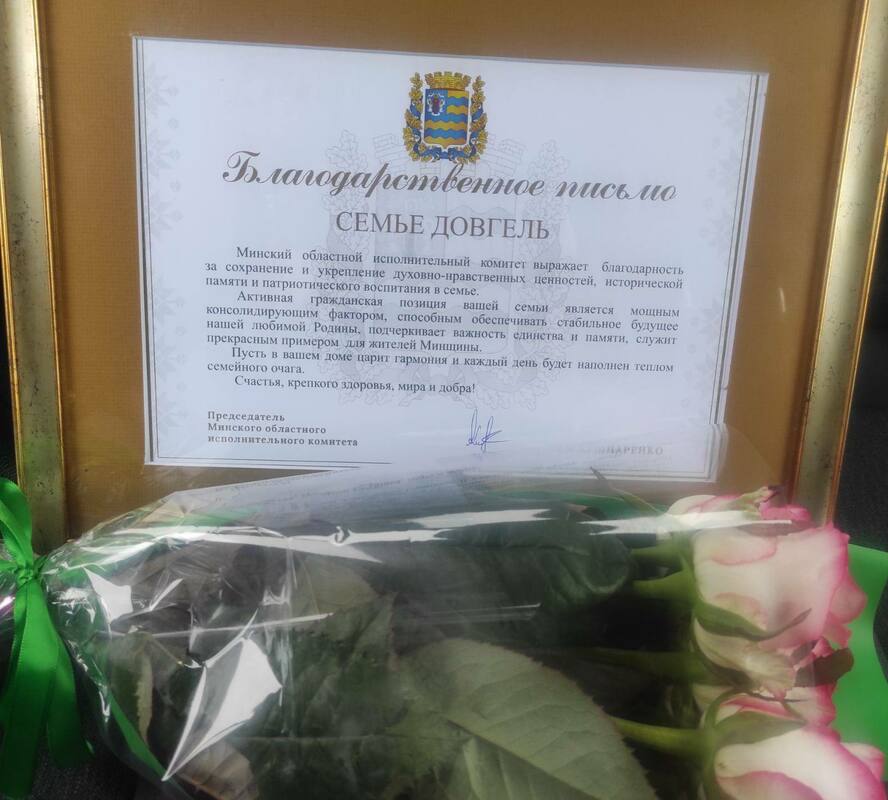 Благодарственное письмо
СЕМЬЕ ДОВГЕЛЬ
Минский областной исполнительный комитет выражает благодарность
за сохранение и укрепление духовно-нравственных ценностей, исторической
памяти и патриотического воспитания в семье.
Активная гражданская позиция вашей семьи является мощным
консолидирующим фактором, способным обеспечивать стабильное будущее
нашей любимой Родины, подчеркивает важность единства и памяти, служит
прекрасным примером для жителей Минщины.
Пусть в вашем доме царит гармония и каждый день будет наполнен теплом
семейного очага.
Счастья, крепкого здоровья, мира и добра!
Председатель
Минского областного
исполнительного комитета